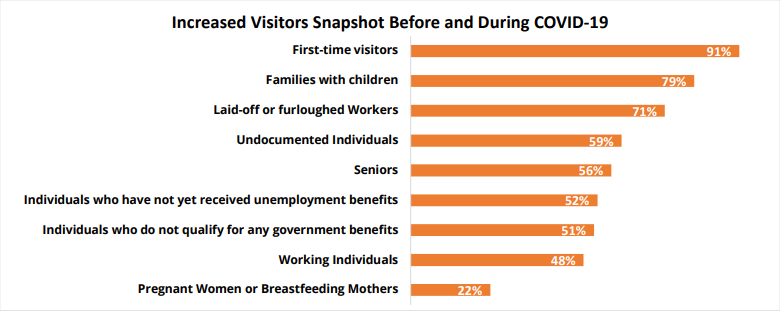 Increased Visitors Snapshot Before and During COVID-19
First-time visitors 91%
Families with children 79%
Laid-off or furloughed Workers 71%
Undocumented Individuals 59%
Seniors 56%
Individuals who have not yet received unemployment benefits 52%
Individuals who do not qualify for any government benefits 51%
Working Individuals 48%
Pregnant Women or Breastfeeding Mothers 22%